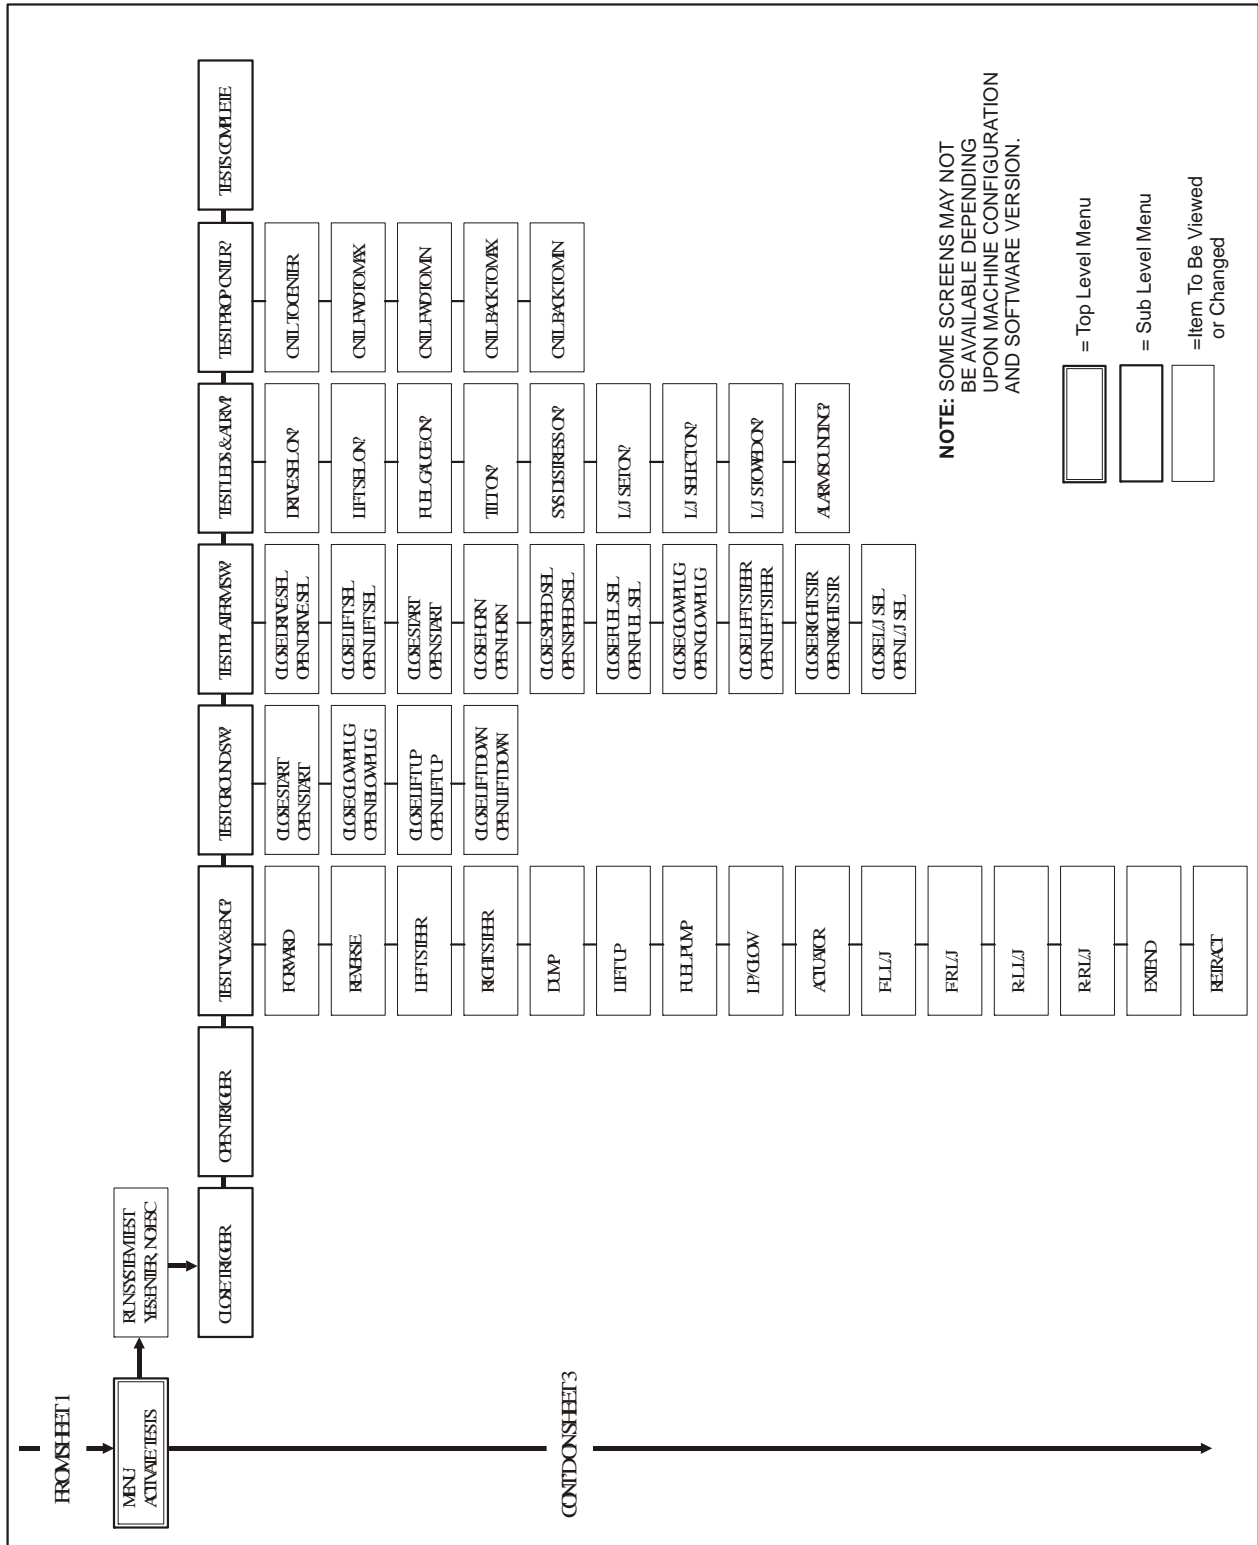 FROM SHEET 1
MENU:
ACTIVATE TESTS
RUN SYSTEM TEST
YES:ENTER, NO:ESC
CLOSE TRIGGER
OPEN TRIGGER
TEST VLV & ENG?
FORWARD
REVERSE
LEFT STEER
RIGHT STEER
DUMP
LIFT UP
FUEL PUMP
LP/GLOW
ACTUATOR
F-L L/J
F-R L/J
R-L L/J
R-R L/J
EXTEND
RETRACT
TEST GROUND SW?
CLOSE START
OPEN START
CLOSE GLOW PLUG
OPEN BLOW PLUG
CLOSE LIFT UP
OPEN LIFT UP
CLOSE LIFT DOWN
OPEN LIFT DOWN
TEST PLATFRM SW?
CLOSE DRIVE SEL
OPEN DRIVE SEL
CLOSE LIFT SEL
OPEN LIFT SEL
CLOSE START
OPEN START
CLOSE HORN
OPEN HORN
CLOSE SPEED SEL
OPEN SPEED SEL
CLOSE FUEL SEL
OPEN FUEL SEL
CLOSE GLOW PLUG
OPEN GLOW PLUG
CLOSE LEFT STEER
OPEN LEFT STEER
CLOSE RIGHT STR
OPEN RIGHT STR
CLOSE L/J SEL
OPEN L/J SEL
TEST LEDS & ALRM?
DRIVE SEL ON?
LIFT SEL ON?
FUEL GAUGE ON?
TILT ON?
SYS DISTRESS ON?
L/J SET ON?
L/J SELECT ON?
L/J STOWED ON?
ALARM SOUNDING?
TEST PROP CNTLR?
CNTL TO CENTER
CNTL FWD TO MAX
CNTL FWD TO MIN
CNTL BACK TO MAX
CNTL BACK TO MIN
TESTS COMPLETE
CONT'D ON SHEET 3
NOTE: SOME SCREENS MAY NOT
BE AVAILABLE DEPENDING
UPON MACHINE CONFIGURATION
AND SOFTWARE VERSION.
= Top Level Menu
= Sub Level Menu
=Item To Be Viewed
or Changed